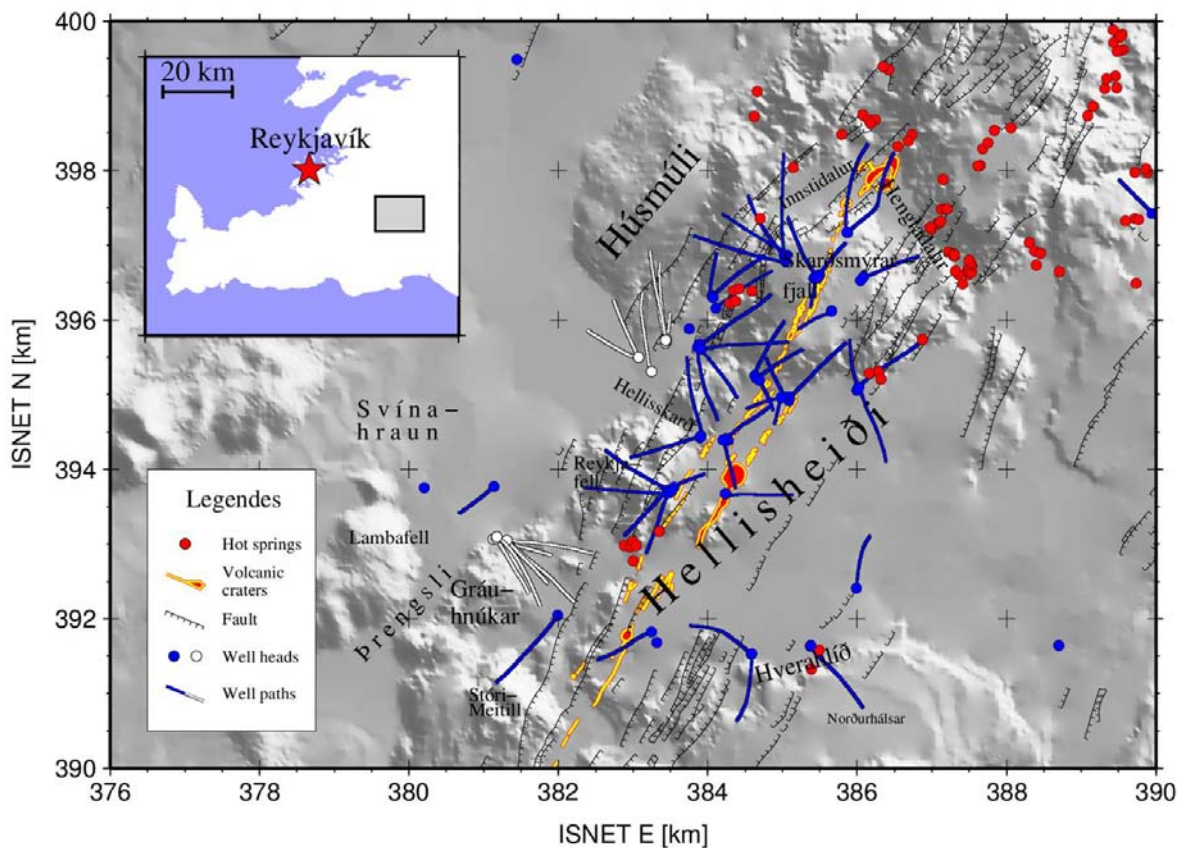 400
398
396
394
392
390
ISNET N [km]
20 km
Reykjavík
Húsmúli
Innstidalur
Hengladalur
Skarðsmýrar
fjall
Hellisskarð
Svína–
hraun
Reykja
fell
Hellisheiði
Lambafell
Þrengsli
Gráu–
hnúkar
Stóri–
Meitill
Hverahlíð
Norðurhálsar
Legendes
Hot springs
Volcanic
craters
Fault
Well heads
Well paths
376
378
380
382
384
386
388
390
ISNET E [km]